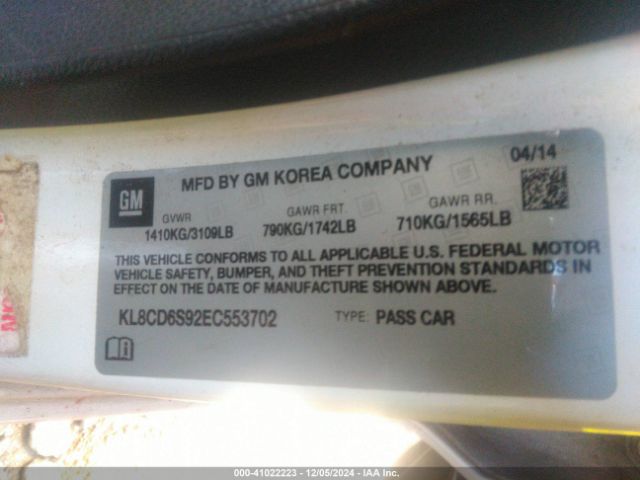 GM
MFD BY GM KOREA COMPANY
04/14
GVWR
1410KG/3109LB
GAWR FRT.
790KG/1742LB
GAWR RR.
710KG/1565LB
THIS VEHICLE CONFORMS TO ALL APPLICABLE U.S. FEDERAL MOTOR
VEHICLE SAFETY, BUMPER, AND THEFT PREVENTION STANDARDS IN
EFFECT ON THE DATE OF MANUFACTURE SHOWN ABOVE.
KL8CD6S92EC553702
TYPE: PASS CAR
000-41022223 - 12/05/2024 - IAA Inc.